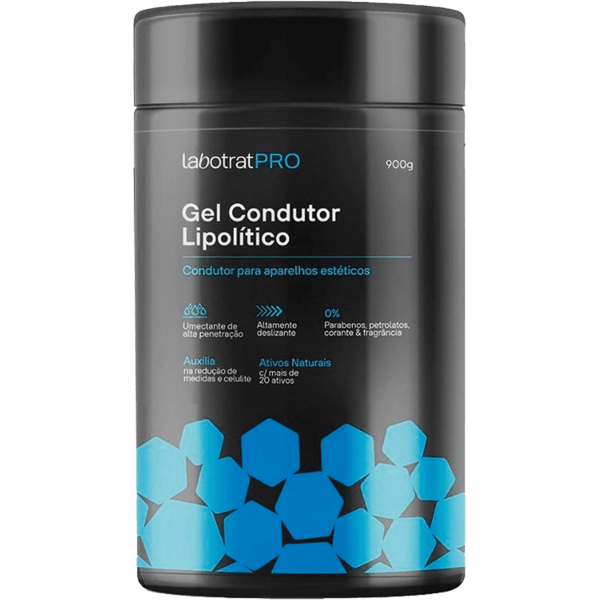 labotratPRO
900g
Gel Condutor
Lipolítico
Condutor para aparelhos estéticos
Umectante de
alta penetração
Altamente
deslizante
0%
Parabenos, petrolatos,
corante & fragrância
Auxilia
na redução de
medidas e celulite
Ativos Naturais
c/ mais de
20 ativos